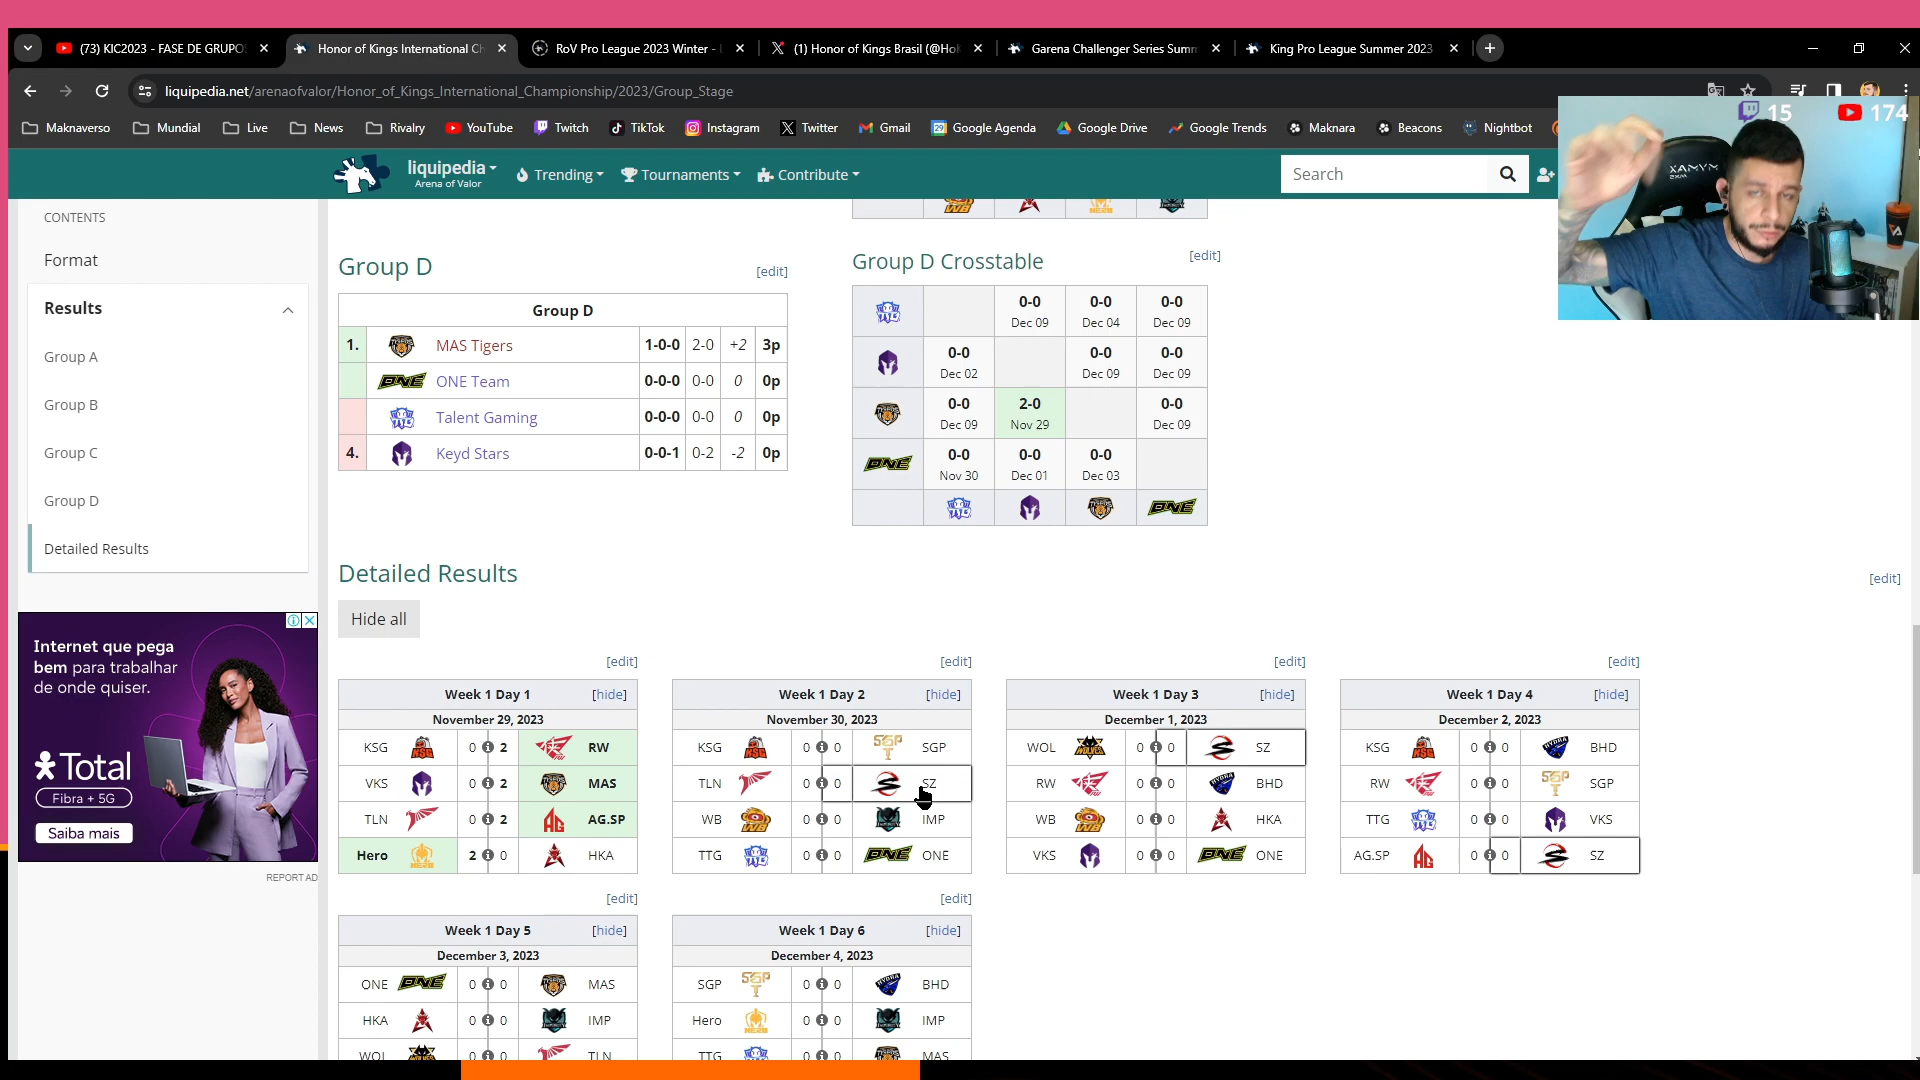 (73) KIC2023 - FASE DE GRUPO
Honor of Kings International Ch
RoV Pro League 2023 Winter -
(1) Honor of Kings Brasil (@Ho
Garena Challenger Series Summ
King Pro League Summer 2023
liquipedia.net/arenaofvalor/Honor_of_Kings_International_Championship/2023/Group_Stage
Maknaverso
Mundial
Live
News
Rivalry
YouTube
Twitch
TikTok
Instagram
Twitter
Gmail
Google Agenda
Google Drive
Google Trends
Maknara
Beacons
Nightbot
15
174
XAMYM
liquipedia
Arena of Valor
Trending
Tournaments
Contribute
Search
CONTENTS
Format
Results
Group A
Group B
Group C
Group D
Detailed Results
Internet que pega
bem para trabalhar
de onde quiser.
Total
Fibra + 5G
Saiba mais
REPORT AD
Group D
[edit]
Group D
1. MAS Tigers 1-0-0 2-0 +2 3p
ONE Team 0-0-0 0-0 0 0p
Talent Gaming 0-0-0 0-0 0 0p
4. Keyd Stars 0-0-1 0-2 -2 0p
Group D Crosstable
[edit]
0-0 0-0 0-0
Dec 09 Dec 04 Dec 09
0-0 0-0 0-0
Dec 02 Dec 09 Dec 09
0-0 2-0 0-0
Dec 09 Nov 29 Dec 09
0-0 0-0 0-0
Nov 30 Dec 01 Dec 03
Detailed Results
[edit]
Hide all
[edit]
Week 1 Day 1 [hide]
November 29, 2023
KSG 0 2 RW
VKS 0 2 MAS
TLN 0 2 AG.SP
Hero 2 0 HKA
[edit]
Week 1 Day 2 [hide]
November 30, 2023
KSG 0 0 SGP
TLN 0 0 SZ
WB 0 0 IMP
TTG 0 0 ONE
[edit]
Week 1 Day 3 [hide]
December 1, 2023
WOL 0 0 SZ
RW 0 0 BHD
WB 0 0 HKA
VKS 0 0 ONE
[edit]
Week 1 Day 4 [hide]
December 2, 2023
KSG 0 0 BHD
RW 0 0 SGP
TTG 0 0 VKS
AG.SP 0 0 SZ
[edit]
Week 1 Day 5 [hide]
December 3, 2023
ONE 0 0 MAS
HKA 0 0 IMP
WOL 0 0 TLN
[edit]
Week 1 Day 6 [hide]
December 4, 2023
SGP 0 0 BHD
Hero 0 0 IMP
TTG 0 0 MAS